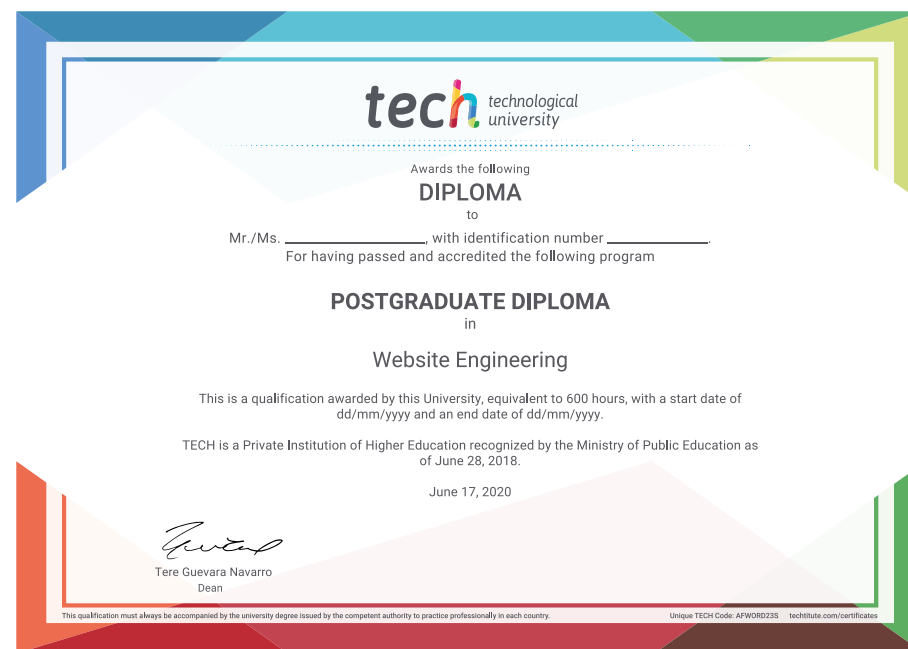 tech technological
university
Awards the following
DIPLOMA
to
Mr./Ms. ____________, with identification number ____________.
For having passed and accredited the following program
POSTGRADUATE DIPLOMA
in
Website Engineering
This is a qualification awarded by this University, equivalent to 600 hours, with a start date of
dd/mm/yyyy and an end date of dd/mm/yyyy.
TECH is a Private Institution of Higher Education recognized by the Ministry of Public Education as
of June 28, 2018.
June 17, 2020
Tere Guevara Navarro
Dean
This qualification must always be accompanied by the university degree issued by the competent authority to practice professionally in each country.
Unique TECH Code: AFWORD23S techtitute.com/certificates